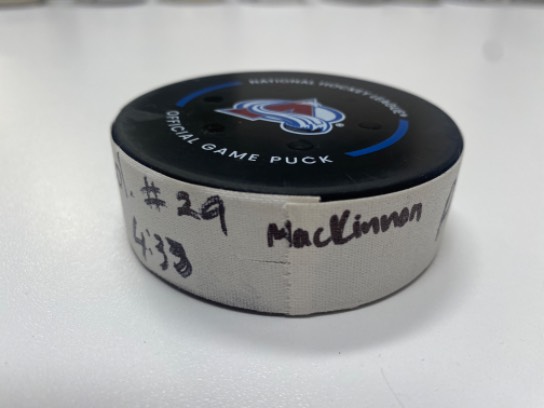 NATIONAL HOCKEY LEAGUE
OFFICIAL GAME PUCK
#29 MacKinnon
4:33